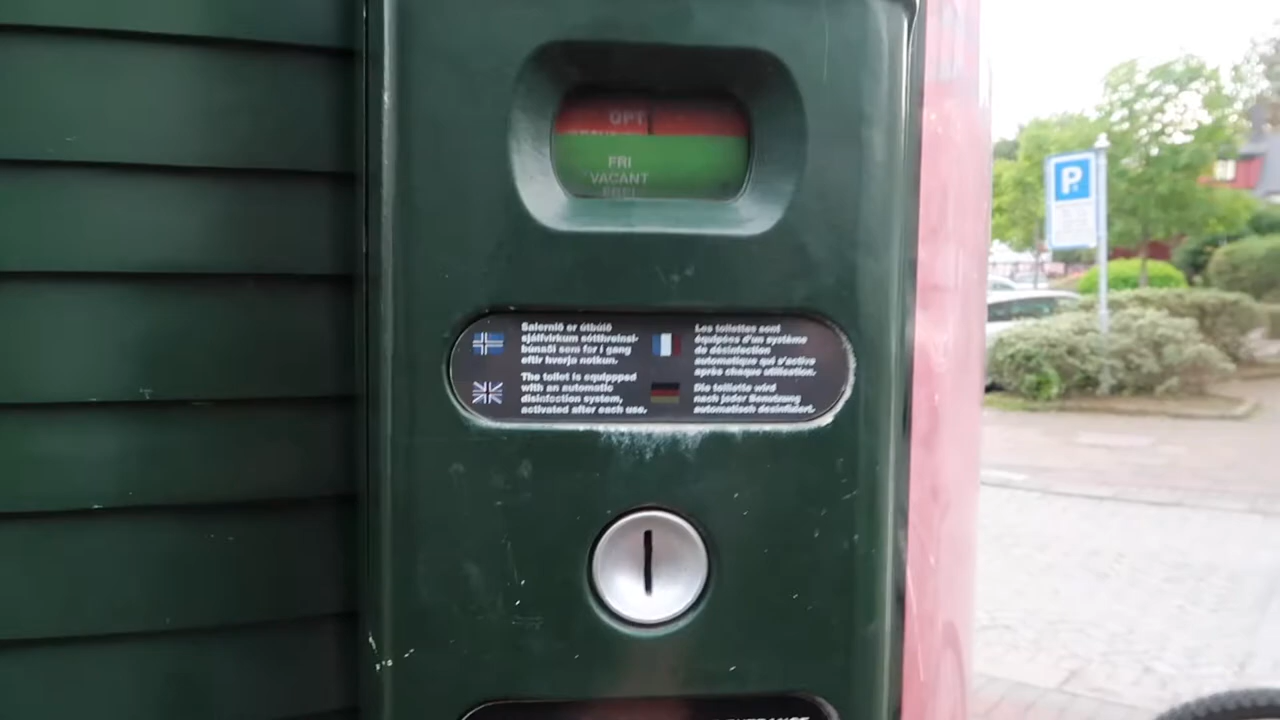 OPT
FRI
VACANT
FREI
Salernið er útbúið
sjálfvirkum sótthreinsi-
búnaði sem fer í gang
eftir hverja notkun.
The toilet is equippped
with an automatic
disinfection system,
activated after each use.
Les toilettes sont
équipées d'un système
de désinfection
automatique qui s'active
après chaque utilisation.
Die toilette wird
nach jeder Benutzung
automatisch desinfiziert.
P